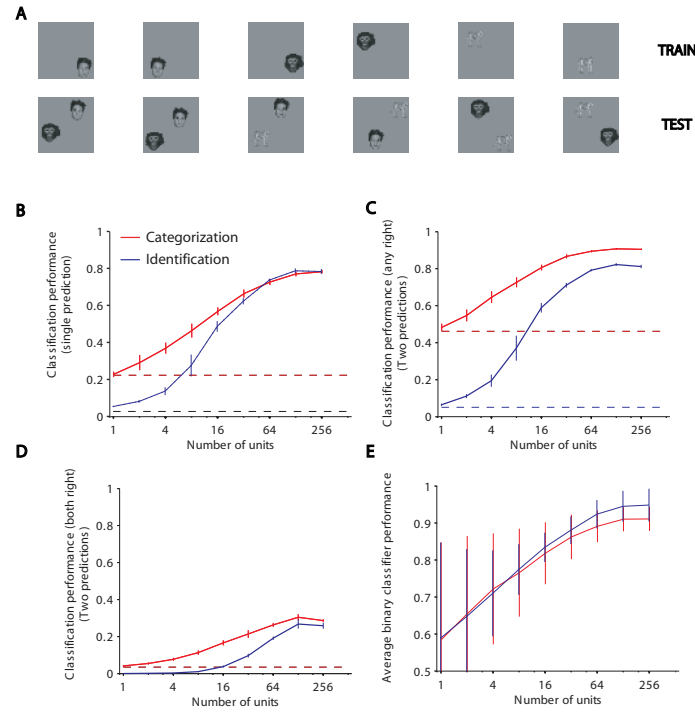 A
TRAIN
TEST
B
Categorization
Identification
Classification performance
(single prediction)
1
0.8
0.6
0.4
0.2
0
1
4
16
64
256
Number of units
C
Classification performance (any right)
(Two predictions)
1
0.8
0.6
0.4
0.2
0
1
4
16
64
256
Number of units
D
Classification performance (both right)
(Two predictions)
1
0.8
0.6
0.4
0.2
0
1
4
16
64
256
Number of units
E
Average binary classifier performance
1
0.9
0.8
0.7
0.6
0.5
1
4
16
64
256
Number of units